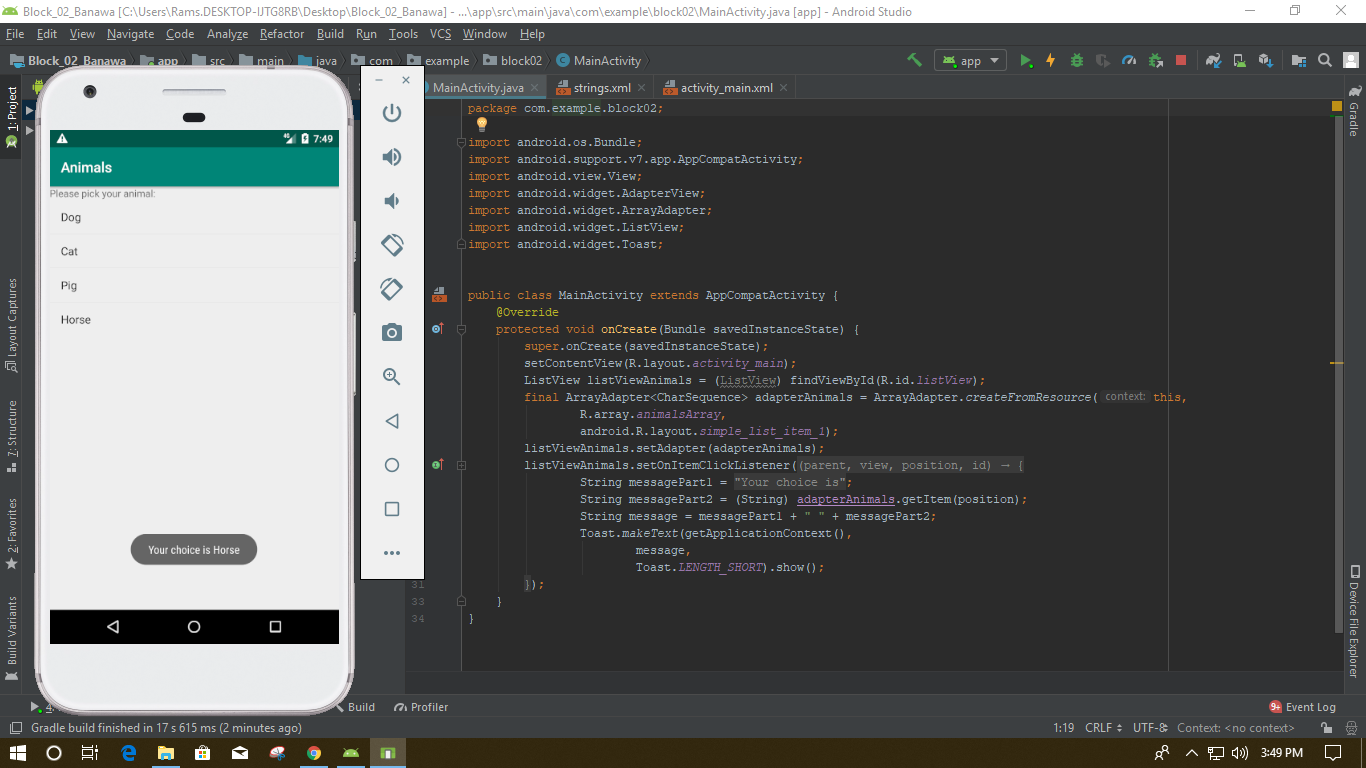 Block_02_Banawa [C:\Users\Rams.DESKTOP-IJTG8RB\Desktop\Block_02_Banawa] - ...\app\src\main\java\com\example\block02\MainActivity.java [app] - Android Studio
File Edit View Navigate Code Analyze Refactor Build Run Tools VCS Window Help
Block_02_Banawa app src main java com example block02 MainActivity app
MainActivity.java strings.xml activity_main.xml
1: Project
Layout Captures
7: Structure
2: Favorites
Build Variants
7:49
Animals
Please pick your animal:
Dog
Cat
Pig
Horse
Your choice is Horse
package com.example.block02;
import android.os.Bundle;
import android.support.v7.app.AppCompatActivity;
import android.view.View;
import android.widget.AdapterView;
import android.widget.ArrayAdapter;
import android.widget.ListView;
import android.widget.Toast;
public class MainActivity extends AppCompatActivity {
@Override
protected void onCreate(Bundle savedInstanceState) {
super.onCreate(savedInstanceState);
setContentView(R.layout.activity_main);
ListView listViewAnimals = (ListView) findViewById(R.id.listView);
final ArrayAdapter<CharSequence> adapterAnimals = ArrayAdapter.createFromResource( context: this,
R.array.animalsArray,
android.R.layout.simple_list_item_1);
listViewAnimals.setAdapter(adapterAnimals);
listViewAnimals.setOnItemClickListener((parent, view, position, id) → {
String messagePart1 = "Your choice is";
String messagePart2 = (String) adapterAnimals.getItem(position);
String message = messagePart1 + " " + messagePart2;
Toast.makeText(getApplicationContext(),
message,
Toast.LENGTH_SHORT).show();
31 });
33 }
34 }
Gradle
Device File Explorer
4: Build Profiler 9+ Event Log
Gradle build finished in 17 s 615 ms (2 minutes ago) 1:19 CRLF UTF-8 Context: <no context>
3:49 PM